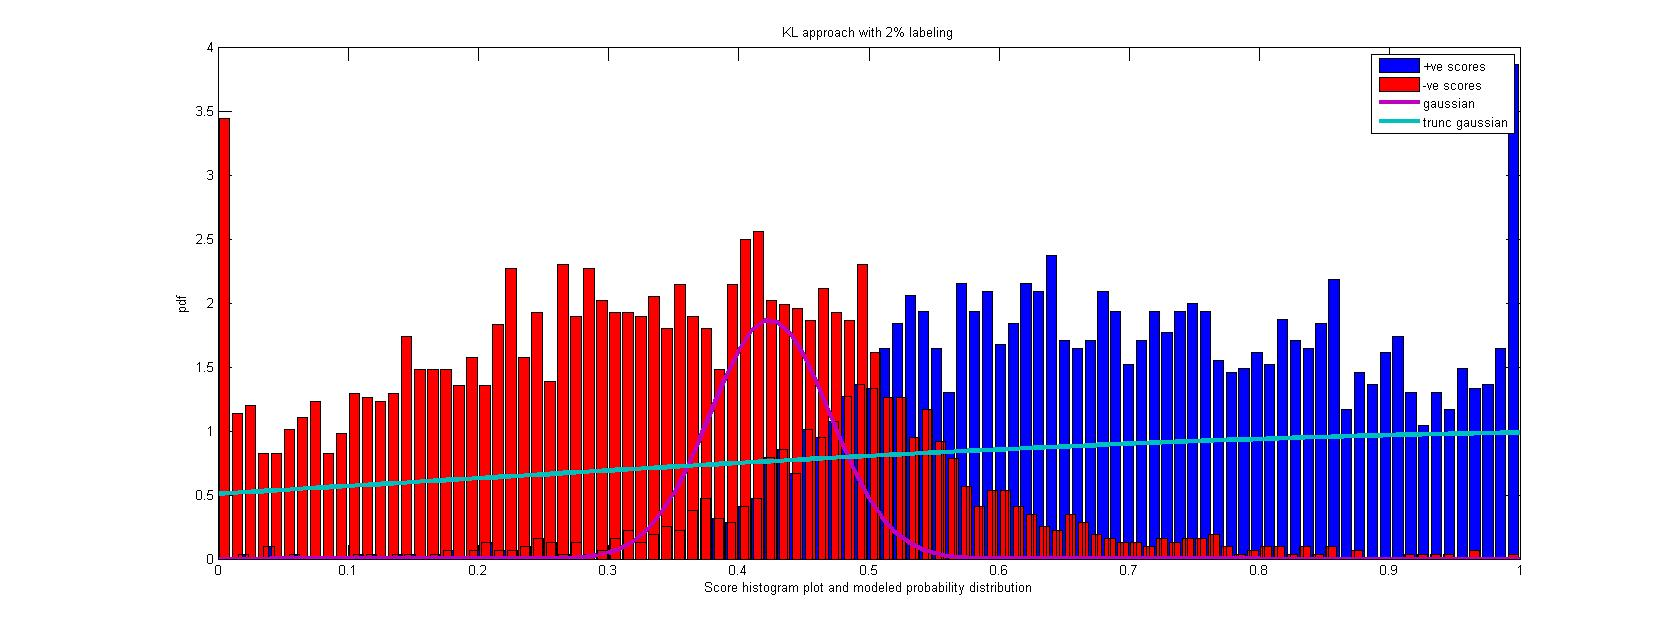 KL approach with 2% labeling
4
3.5
3
2.5
2
1.5
1
0.5
0
pdf
+ve scores
-ve scores
gaussian
trunc gaussian
0 0.1 0.2 0.3 0.4 0.5 0.6 0.7 0.8 0.9 1
Score histogram plot and modeled probability distribution